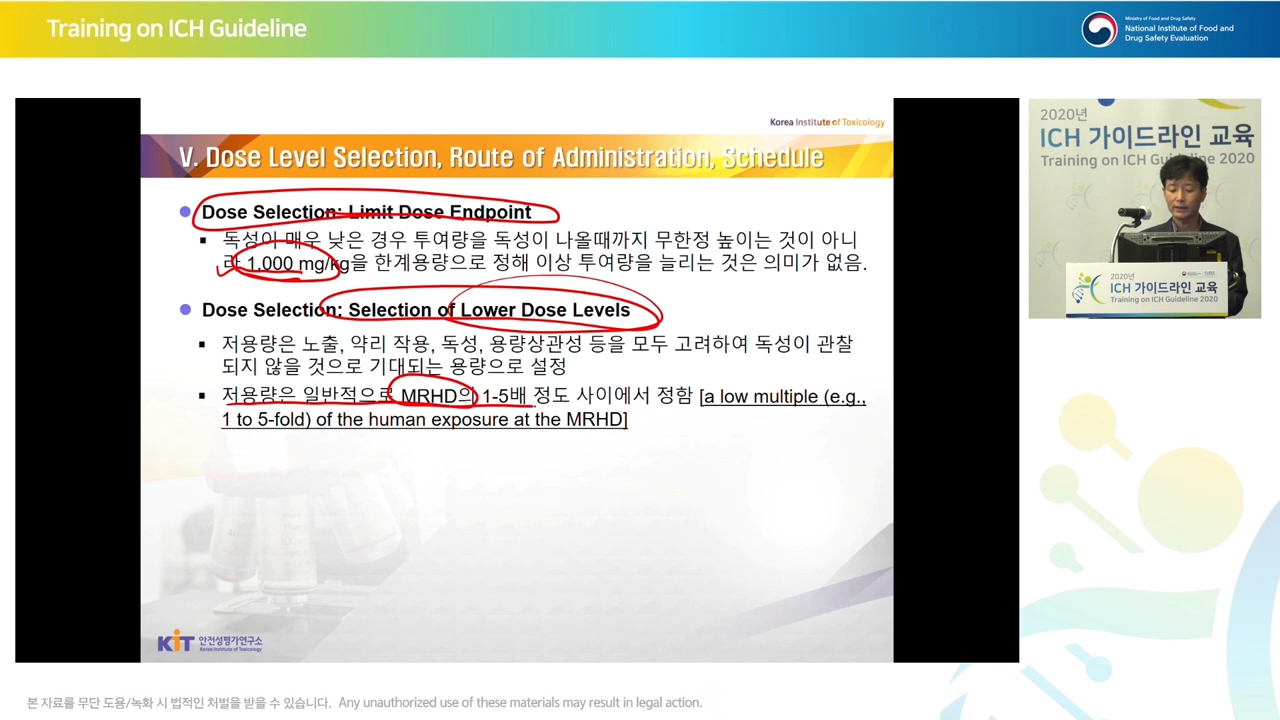 Training on ICH Guideline
Ministry of Food and Drug Safety
National Institute of Food and
Drug Safety Evaluation
Korea Institute of Toxicology
V. Dose Level Selection, Route of Administration, Schedule
Dose Selection: Limit Dose Endpoint
독성이 매우 낮은 경우 투여량을 독성이 나올때까지 무한정 높이는 것이 아니
라 1,000 mg/kg을 한계용량으로 정해 이상 투여량을 늘리는 것은 의미가 없음.
Dose Selection: Selection of Lower Dose Levels
저용량은 노출, 약리 작용, 독성, 용량상관성 등을 모두 고려하여 독성이 관찰
되지 않을 것으로 기대되는 용량으로 설정
저용량은 일반적으로 MRHD의 1-5배 정도 사이에서 정함 [a low multiple (e.g.,
1 to 5-fold) of the human exposure at the MRHD]
KIT 안전성평가연구소
Korea Institute of Toxicology
2020년
ICH 가이드라인 교육
Training on ICH Guideline 2020
2020년
ICH 가이드라인 교육
Training on ICH Guideline 2020
본 자료를 무단 도용/녹화 시 법적인 처벌을 받을 수 있습니다. Any unauthorized use of these materials may result in legal action.